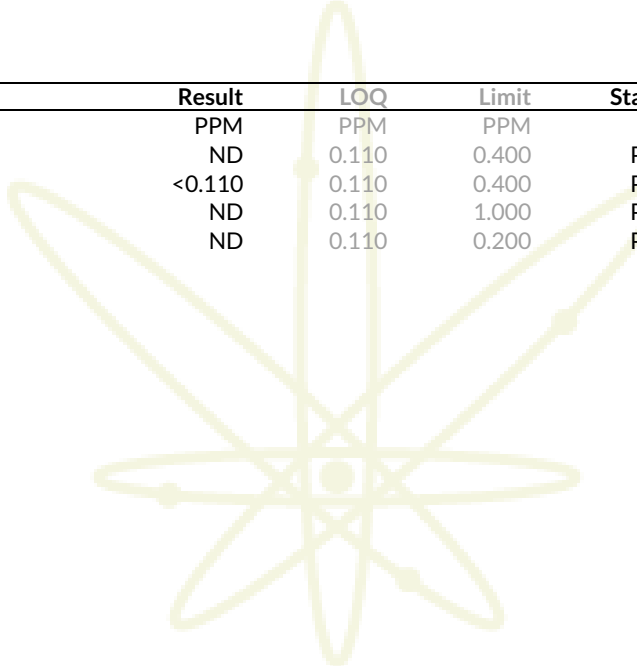 Result LOQ Limit Sta
PPM PPM PPM
ND 0.110 0.400 P
<0.110 0.110 0.400 P
ND 0.110 1.000 P
ND 0.110 0.200 P